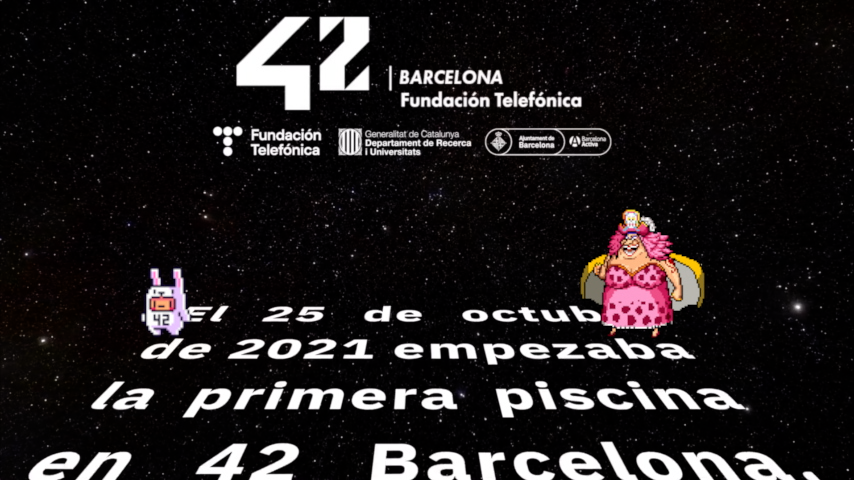 42
BARCELONA
Fundación Telefónica
Fundación
Telefónica
Generalitat de Catalunya
Departament de Recerca
i Universitats
Ajuntament de
Barcelona
Barcelona
Activa
42
El 25 de octub
de 2021 empezaba
la primera piscina
en 42 Barcelona.